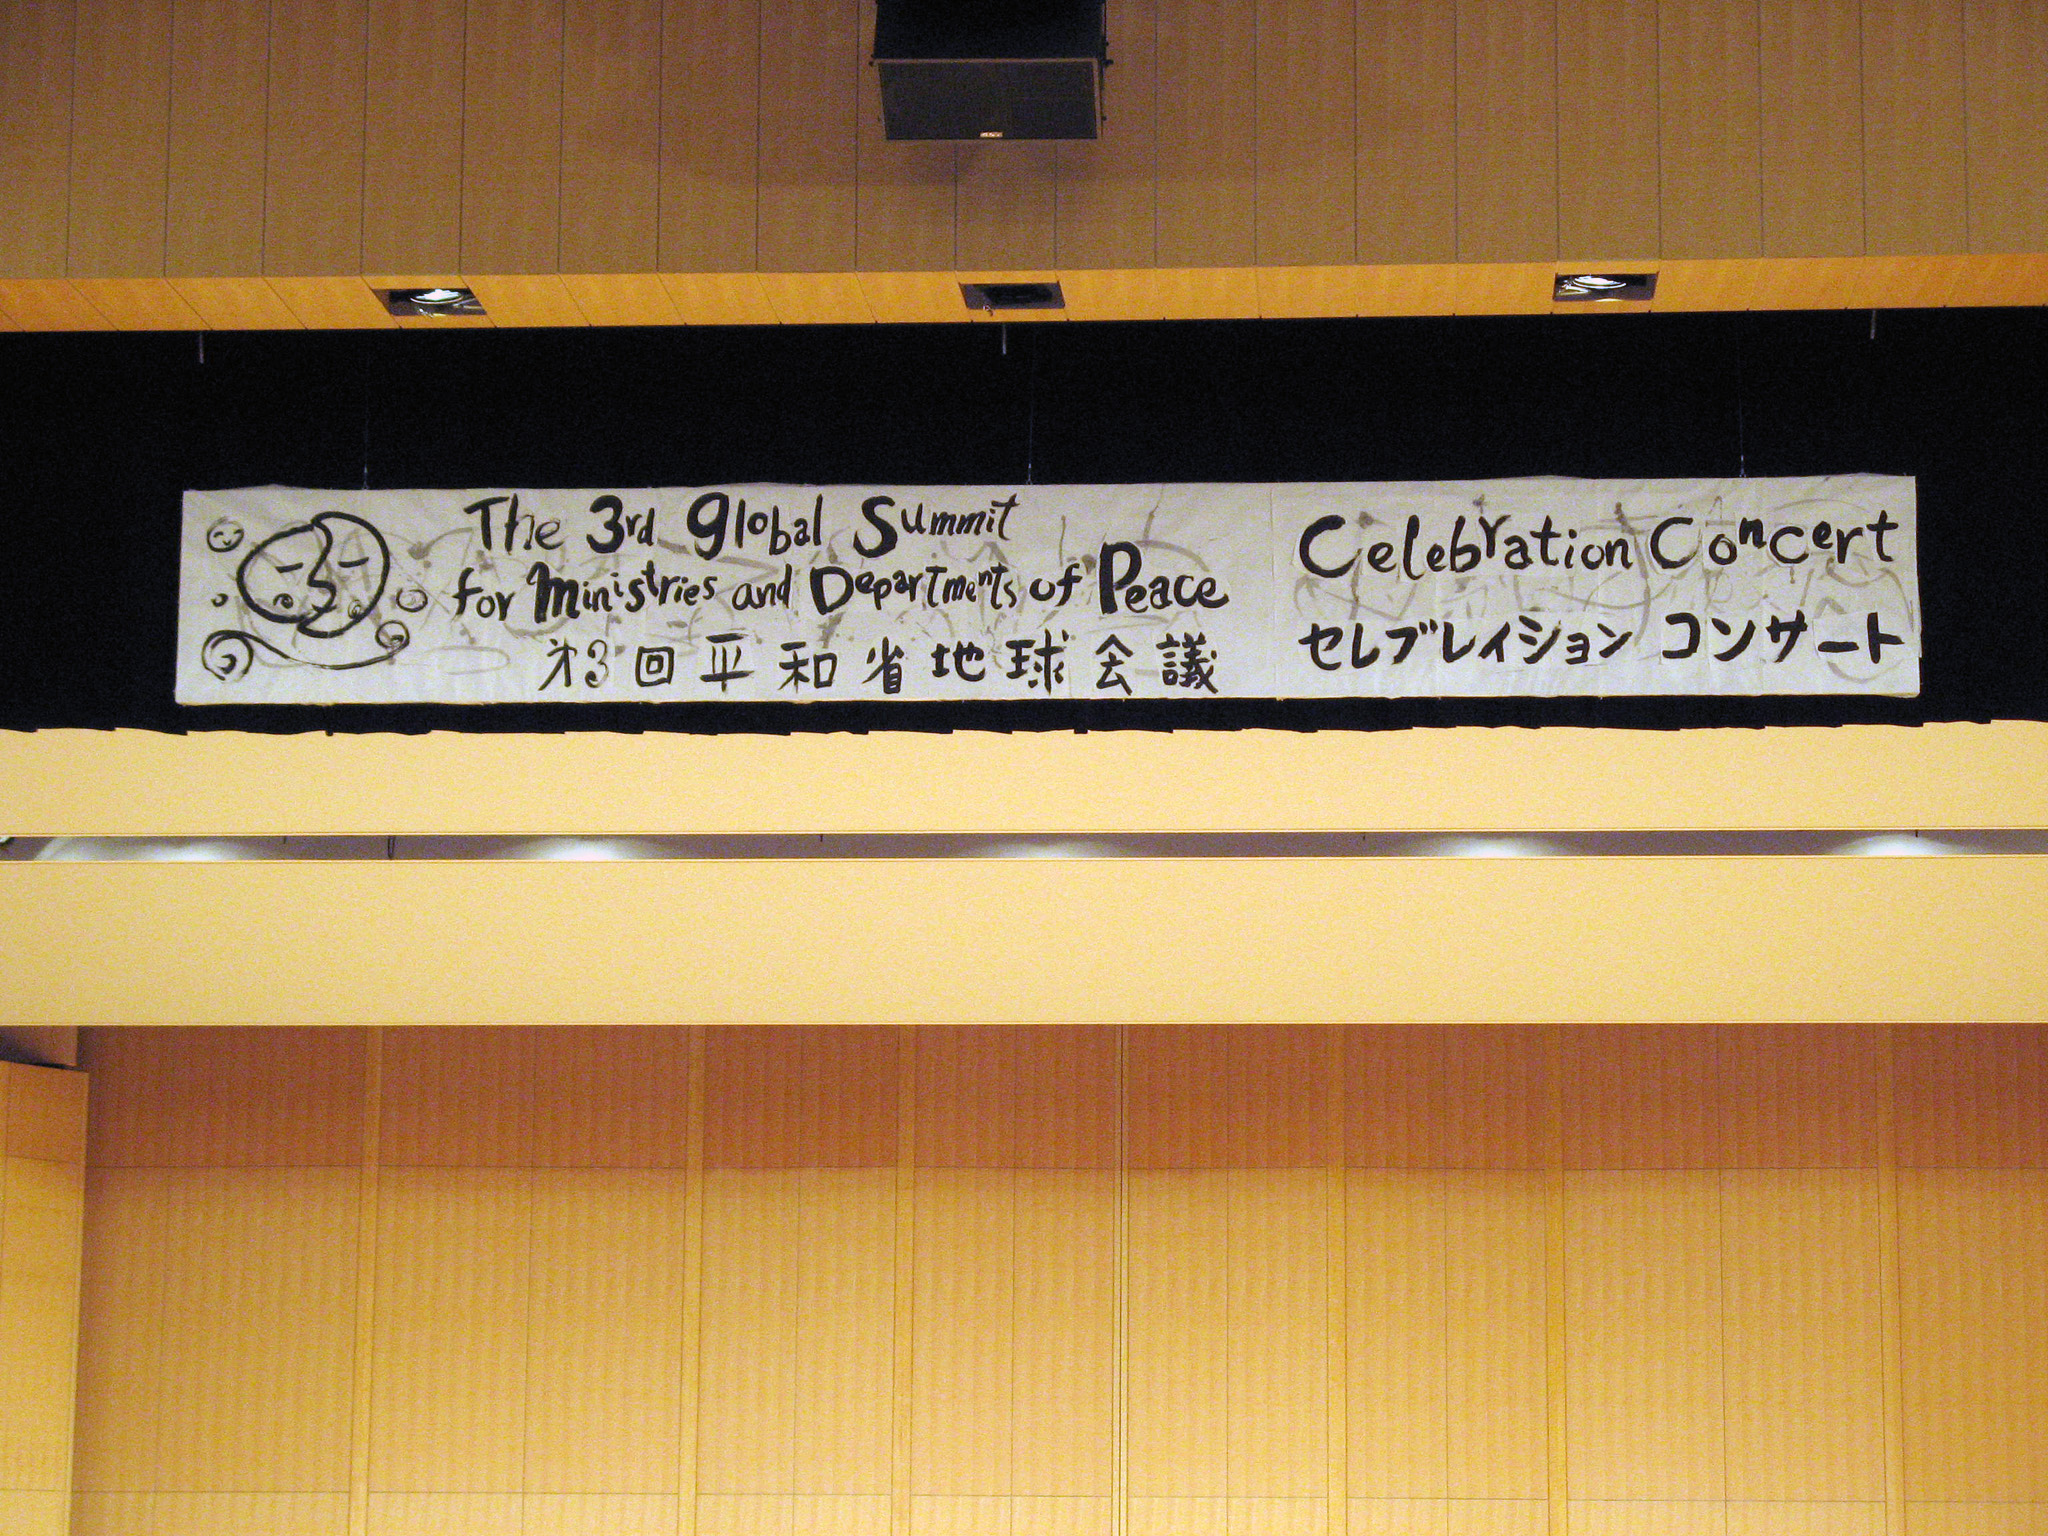 The 3rd Global Summit
for Ministries and Departments of Peace
㐧3回平和省地球会議
Celebration Concert
セレブレイション コンサート